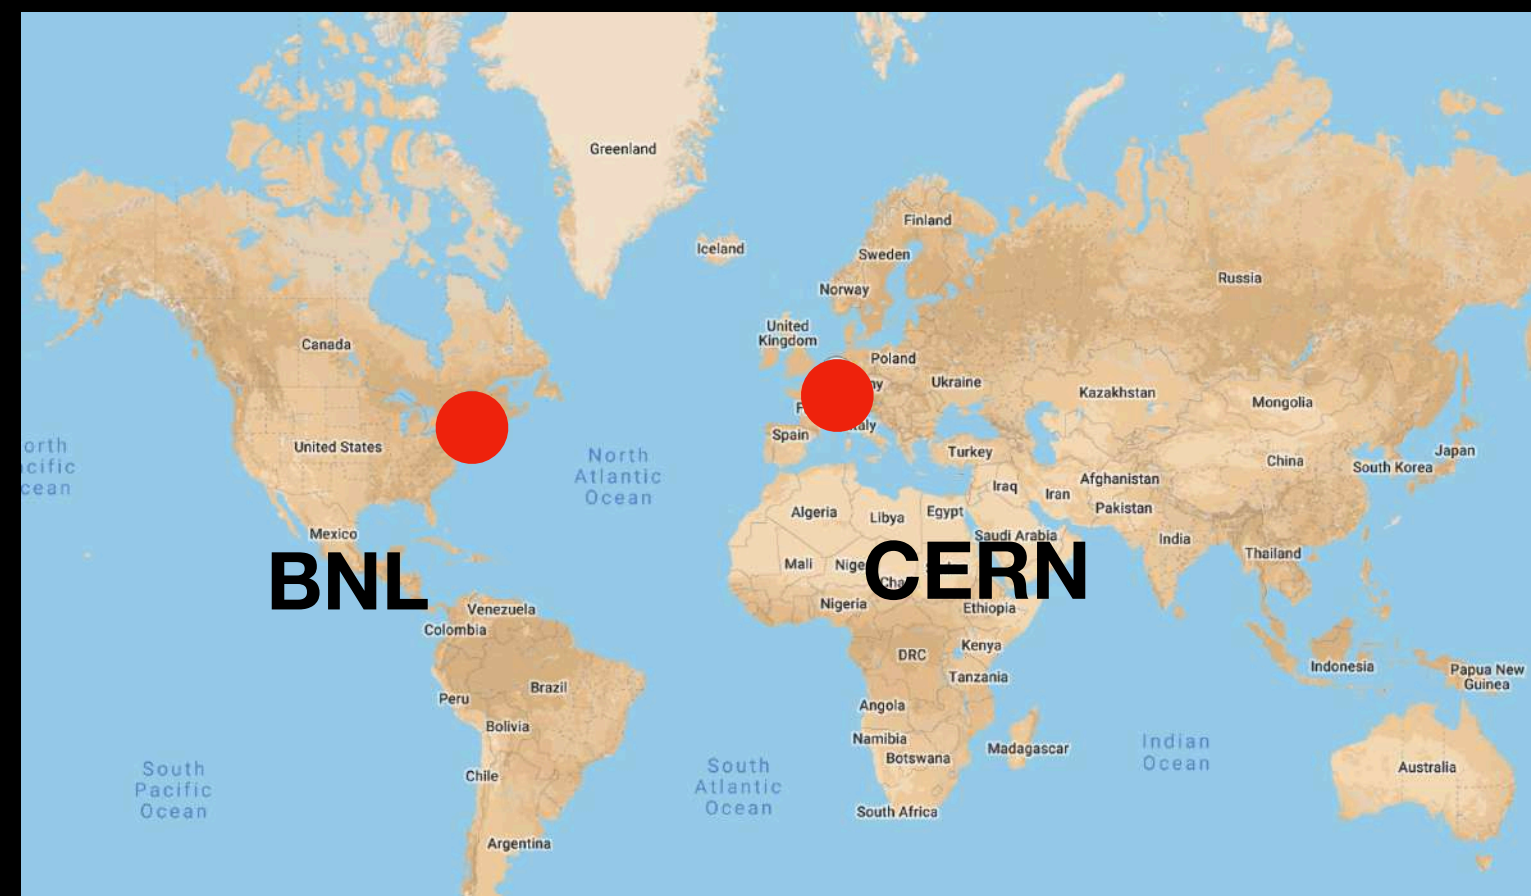 Greenland
Finland
Iceland
Sweden
Russia
Norway
United
Kingdom
Canada
Poland
Ukraine
Kazakhstan
Mongolia
United States
Spain
Turkey
China
Japan
South Korea
North
Atlantic
Ocean
Iraq
Iran
Afghanistan
Pakistan
Algeria
Libya
Egypt
Mexico
Saudi Arabia
India
Thailand
Mali
BNL
CERN
Venezuela
Nigeria
Ethiopia
Colombia
DRC
Kenya
Tanzania
Indonesia
Papua New
Guinea
Peru
Brazil
Bolivia
Angola
Namibia
Botswana
Madagascar
Indian
Ocean
South
Pacific
Ocean
South
Atlantic
Ocean
Chile
Australia
South Africa
Argentina